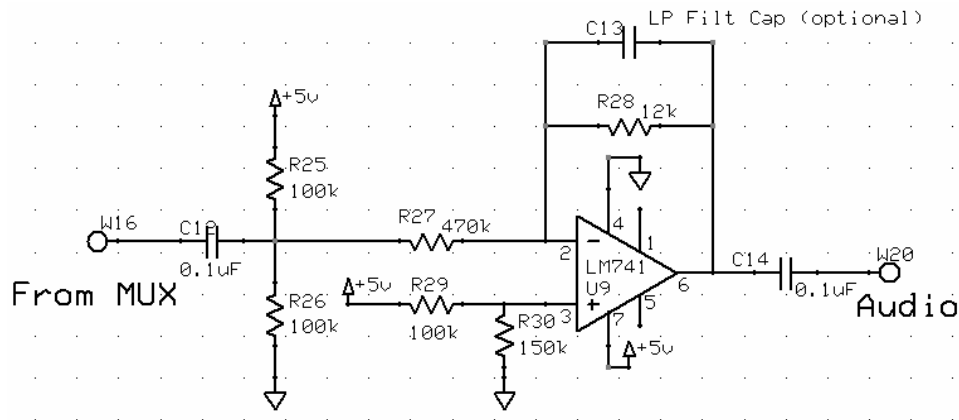 LP Filt Cap (optional)
C13
R28 12k
+5v
R25
100k
W16
C19
0.1uF
From MUX
R27 470k
4
2
1
LM741
U9
6
C14
0.1uF
W20
Audio
+5v
R29
100k
3
5
7
R26
100k
R30
150k
+5v